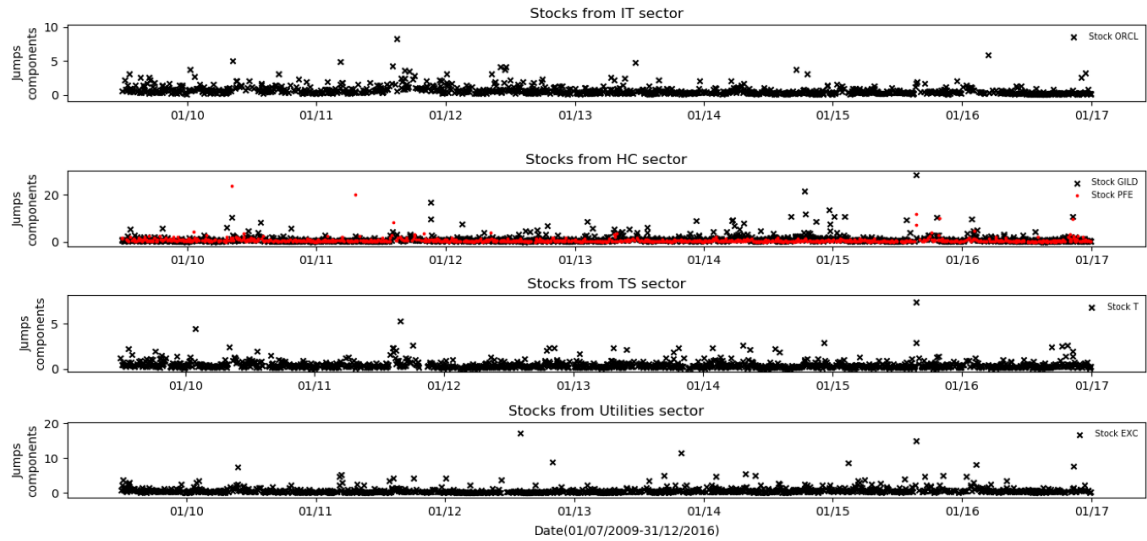 Stocks from IT sector
Jumps
components
10
5
0
Stock ORCL
01/10 01/11 01/12 01/13 01/14 01/15 01/16 01/17
Stocks from HC sector
Jumps
components
20
0
Stock GILD
Stock PFE
01/10 01/11 01/12 01/13 01/14 01/15 01/16 01/17
Stocks from TS sector
Jumps
components
5
0
Stock T
01/10 01/11 01/12 01/13 01/14 01/15 01/16 01/17
Stocks from Utilities sector
Jumps
components
20
10
0
Stock EXC
01/10 01/11 01/12 01/13 01/14 01/15 01/16 01/17
Date(01/07/2009-31/12/2016)